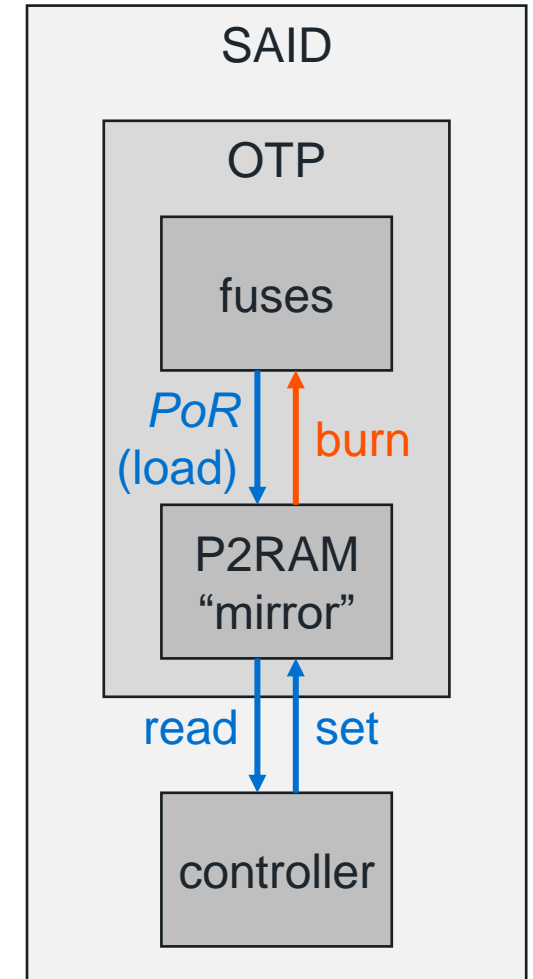 SAID
OTP
fuses
PoR
(load)
burn
P2RAM
“mirror”
read
set
controller